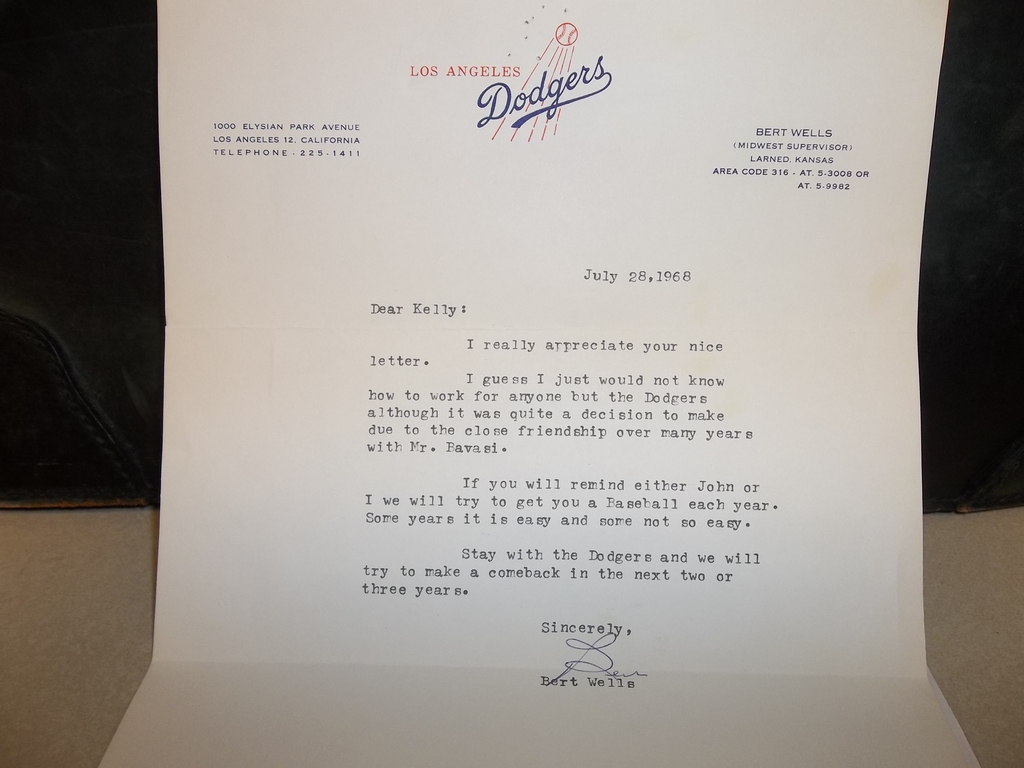 LOS ANGELES
Dodgers
1000 ELYSIAN PARK AVENUE
LOS ANGELES 12, CALIFORNIA
TELEPHONE - 225-1411
BERT WELLS
(MIDWEST SUPERVISOR)
LARNED, KANSAS
AREA CODE 316 - AT. 5-3008 OR
AT. 5-9982
July 28,1968
Dear Kelly:
I really appreciate your nice
letter.
I guess I just would not know
how to work for anyone but the Dodgers
although it was quite a decision to make
due to the close friendship over many years
with Mr. Bavasi.
If you will remind either John or
I we will try to get you a Baseball each year.
Some years it is easy and some not so easy.
Stay with the Dodgers and we will
try to make a comeback in the next two or
three years.
Sincerely,
Bert
Bert Wells